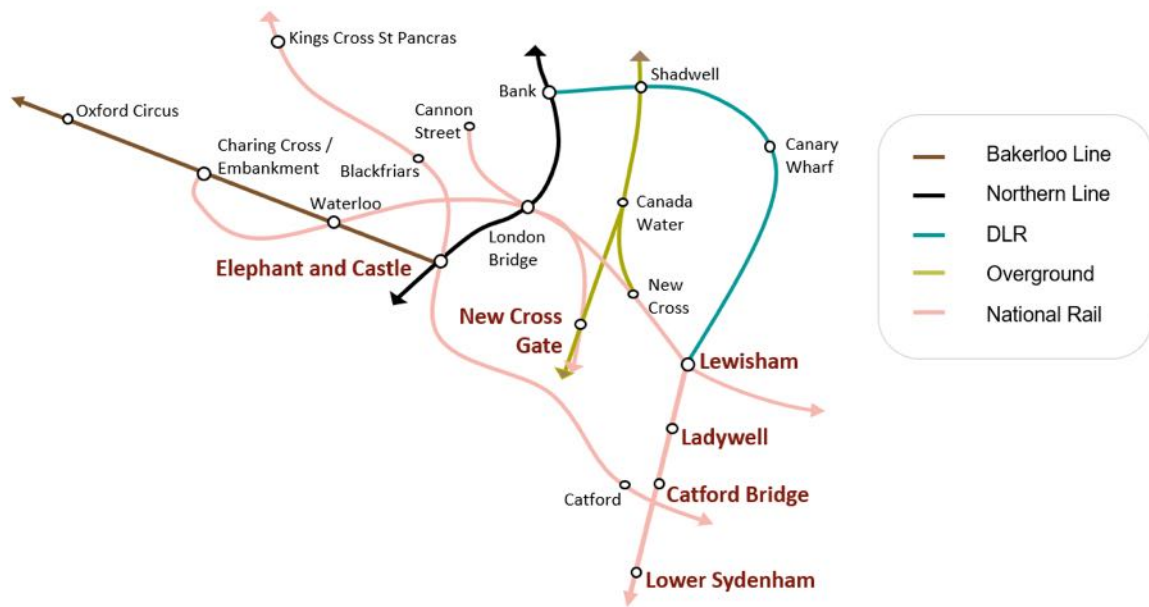 Kings Cross St Pancras
Oxford Circus
Charing Cross /
Embankment
Waterloo
Blackfriars
Cannon
Street
Bank
Shadwell
Canary
Wharf
Canada
Water
London
Bridge
Elephant and Castle
New Cross
Gate
New
Cross
Lewisham
Ladywell
Catford
Catford Bridge
Lower Sydenham
Bakerloo Line
Northern Line
DLR
Overground
National Rail